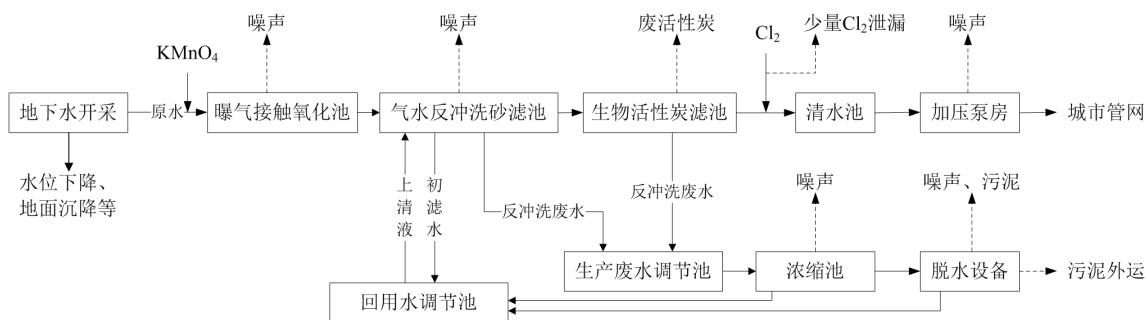 噪声
噪声
废活性炭
Cl₂
少量Cl₂泄漏
噪声
KMnO₄
地下水开采
原水
曝气接触氧化池
气水反冲洗砂滤池
生物活性炭滤池
清水池
加压泵房
城市管网
水位下降、
地面沉降等
上清液
初滤水
反冲洗废水
反冲洗废水
噪声
噪声、污泥
生产废水调节池
浓缩池
脱水设备
污泥外运
回用水调节池